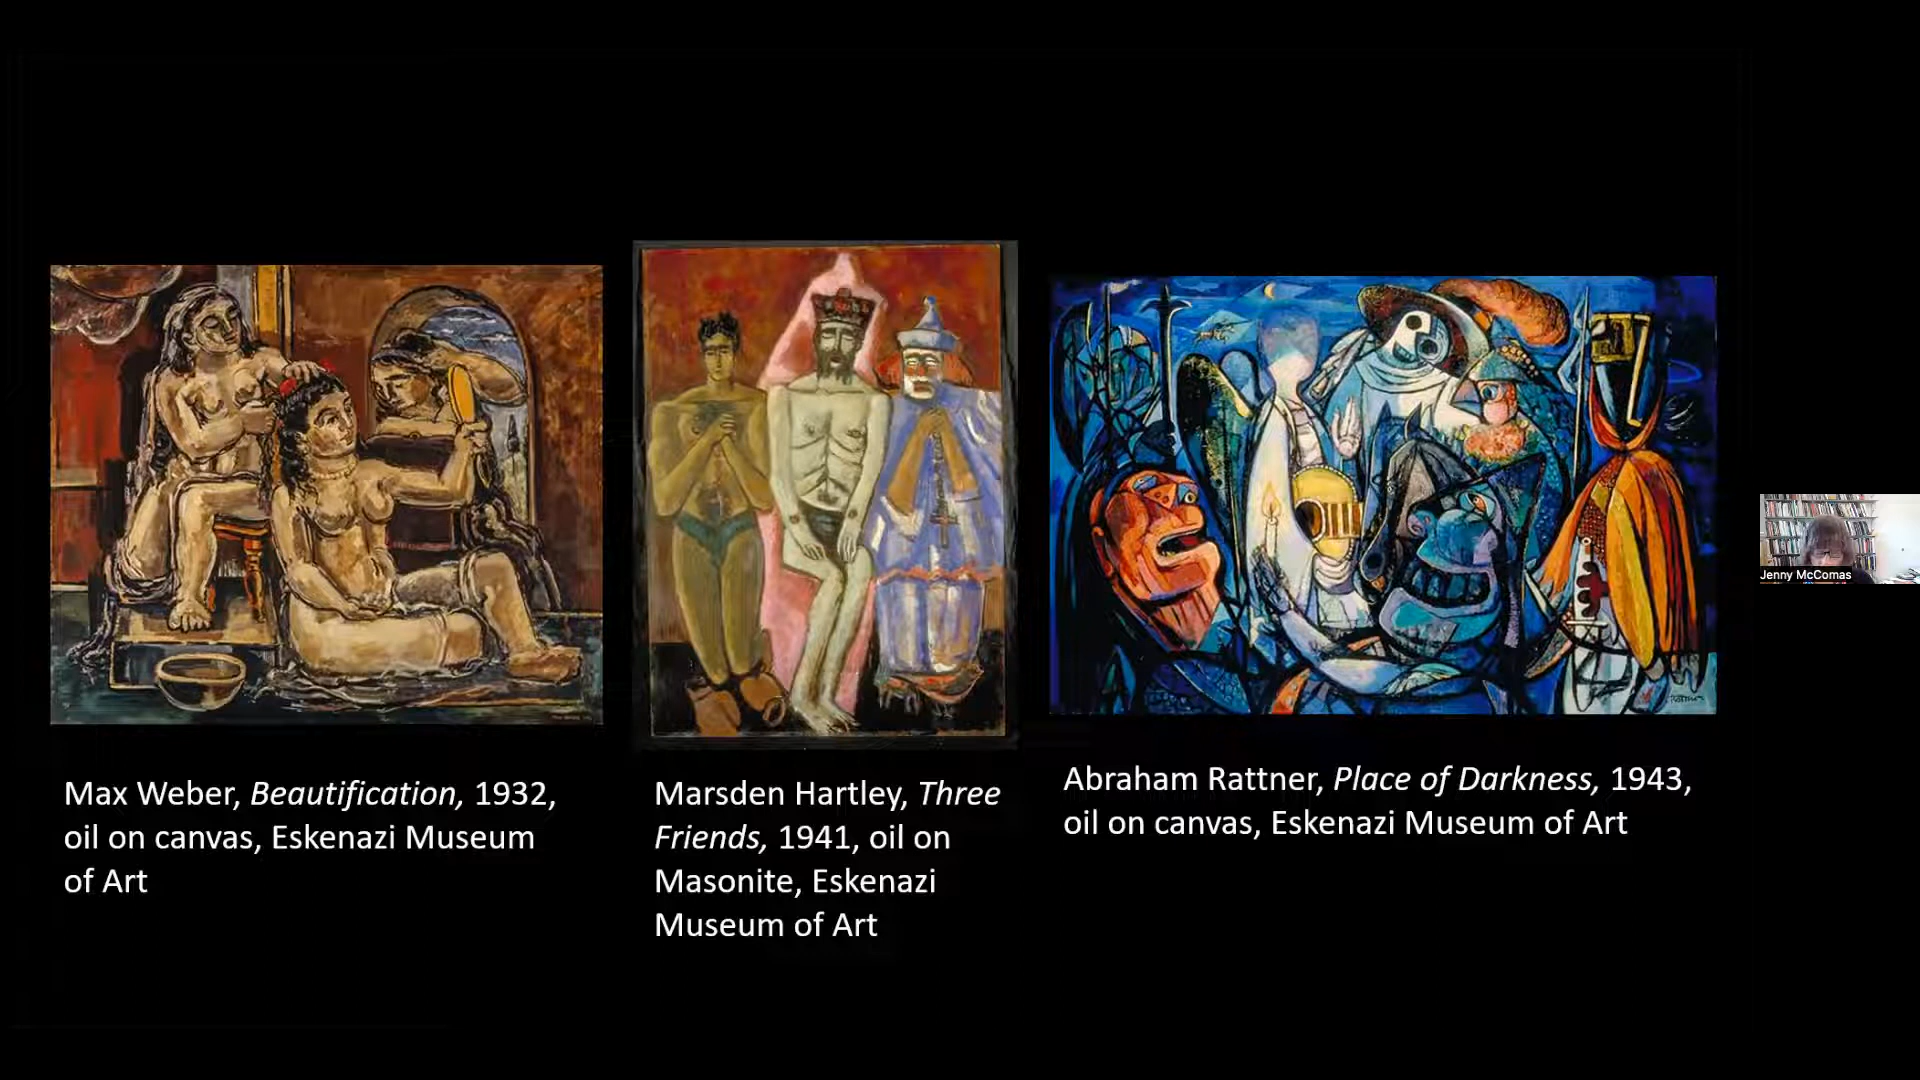 Max Weber, Beautification, 1932,
oil on canvas, Eskenazi Museum
of Art
Marsden Hartley, Three
Friends, 1941, oil on
Masonite, Eskenazi
Museum of Art
Abraham Rattner, Place of Darkness, 1943,
oil on canvas, Eskenazi Museum of Art
Jenny McComas